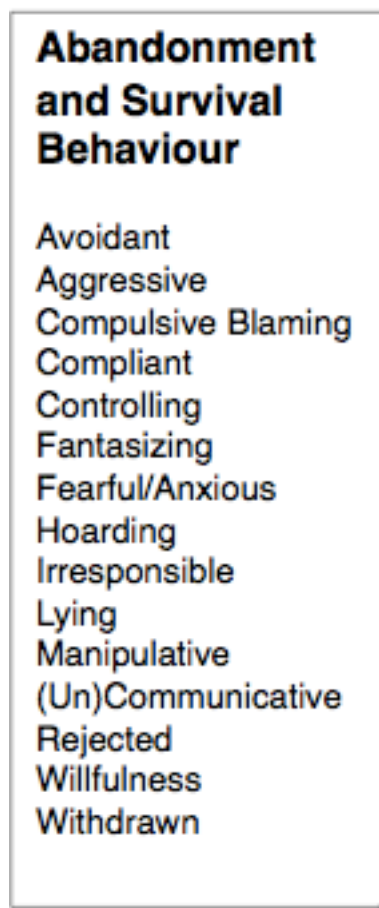 Abandonment
and Survival
Behaviour
Avoidant
Aggressive
Compulsive Blaming
Compliant
Controlling
Fantasizing
Fearful/Anxious
Hoarding
Irresponsible
Lying
Manipulative
(Un)Communicative
Rejected
Willfulness
Withdrawn